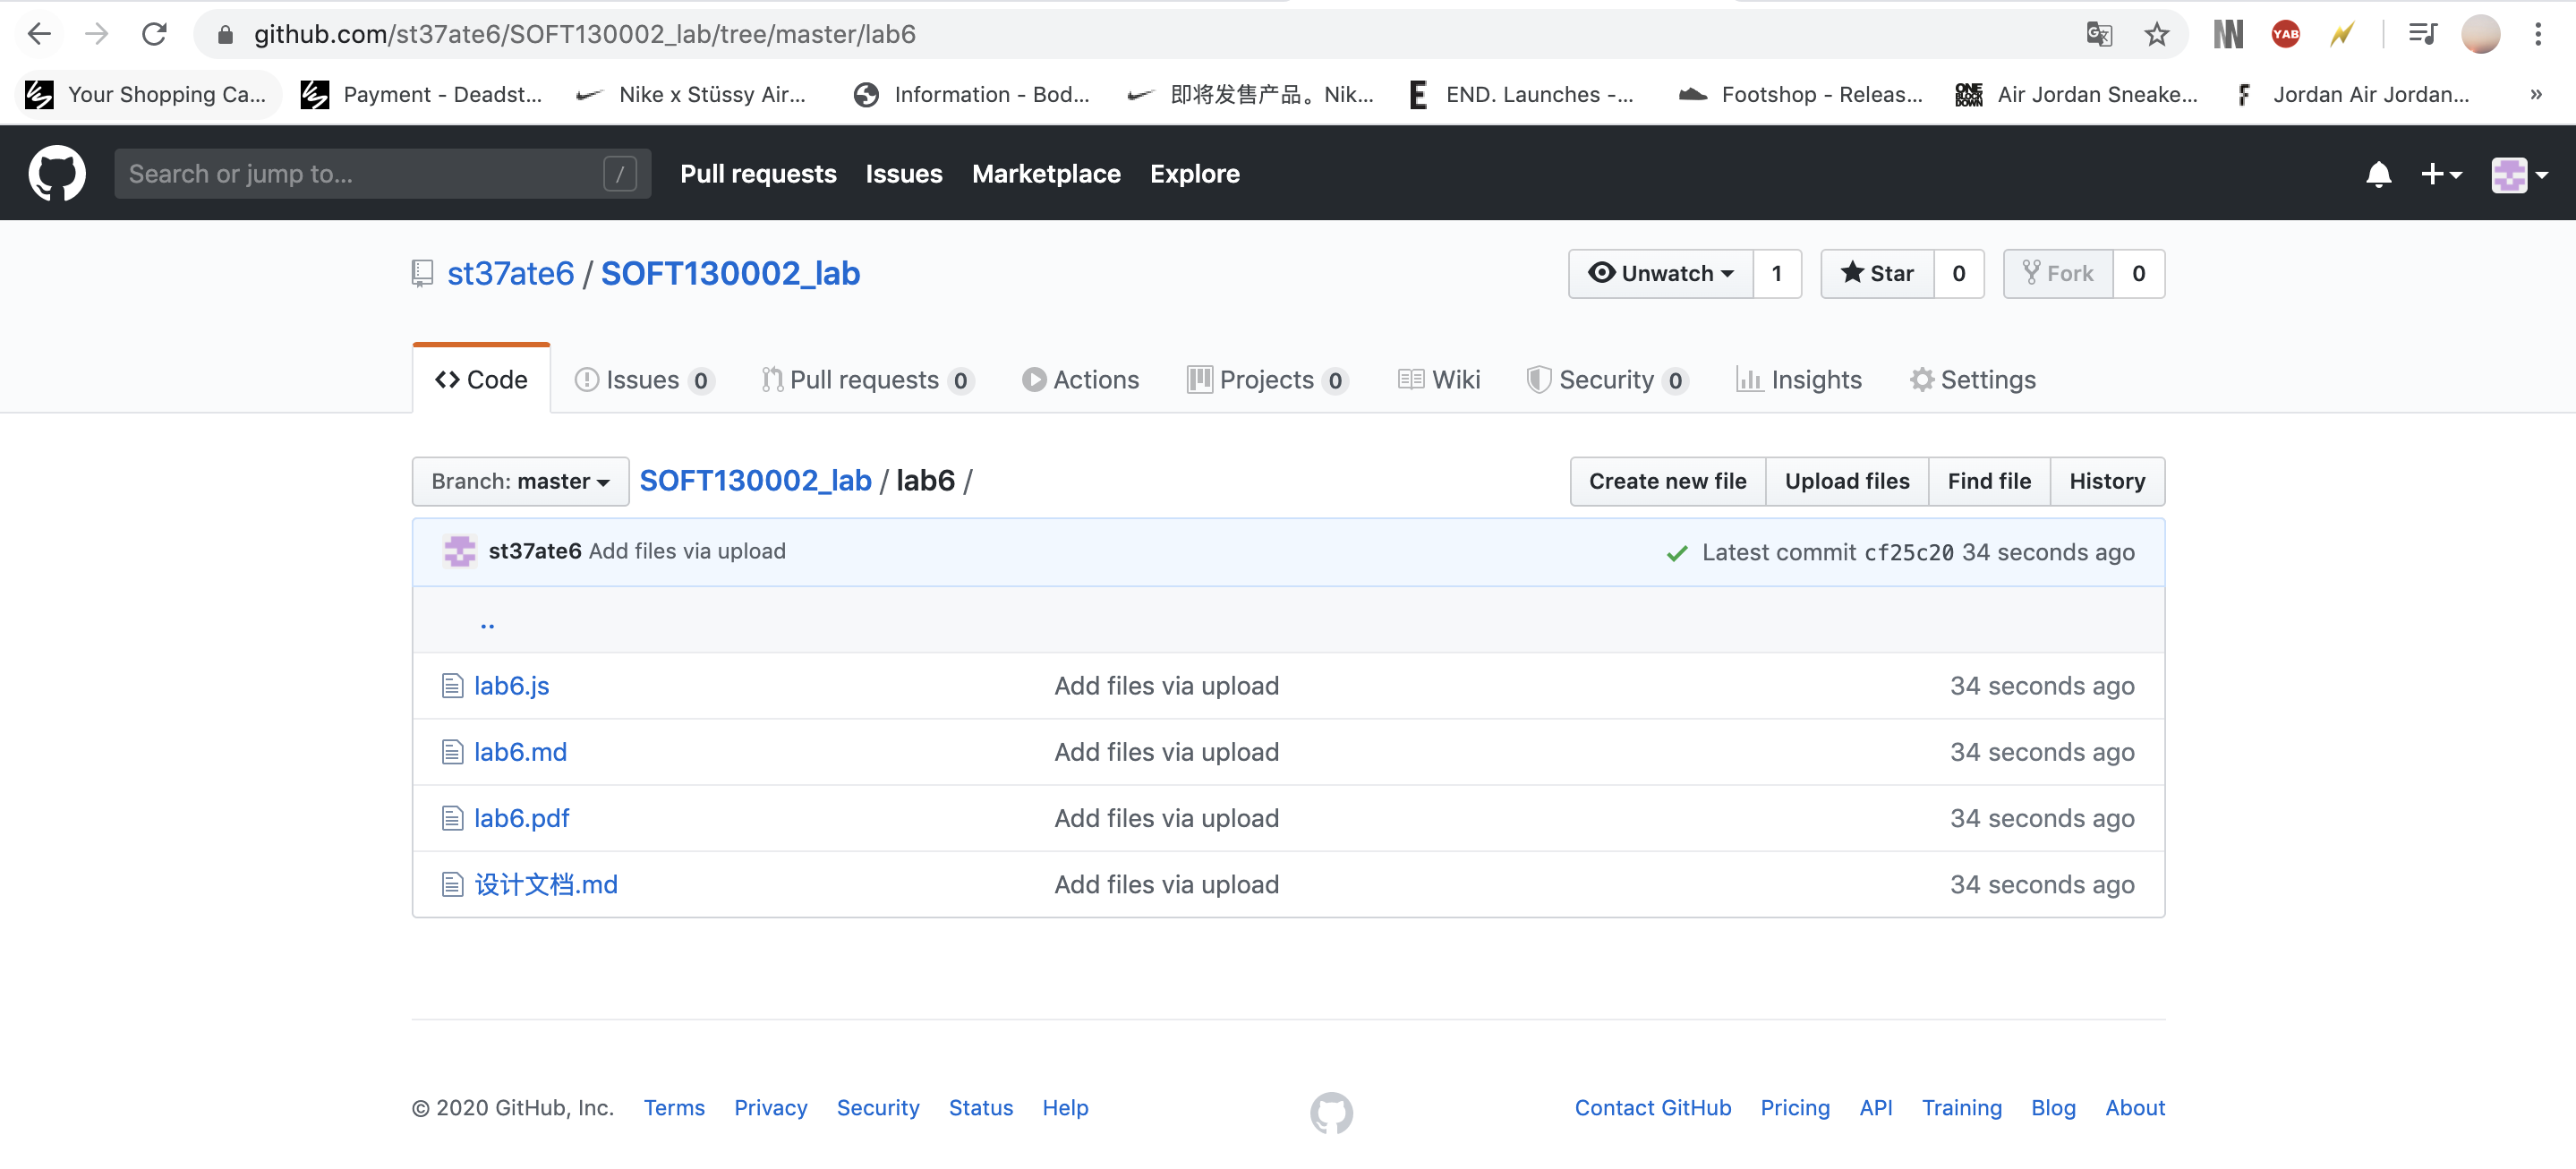 github.com/st37ate6/SOFT130002_lab/tree/master/lab6
YAB
Your Shopping Ca... Payment - Deadst... Nike x Stüssy Air... Information - Bod... 即将发售产品。Nik... END. Launches -... Footshop - Releas... ONE BLOCK DOWN Air Jordan Sneake... Jordan Air Jordan... »
Search or jump to... / Pull requests Issues Marketplace Explore
st37ate6 / SOFT130002_lab Unwatch 1 Star 0 Fork 0
Code Issues 0 Pull requests 0 Actions Projects 0 Wiki Security 0 Insights Settings
Branch: master SOFT130002_lab / lab6 / Create new file Upload files Find file History
st37ate6 Add files via upload Latest commit cf25c20 34 seconds ago
..
lab6.js Add files via upload 34 seconds ago
lab6.md Add files via upload 34 seconds ago
lab6.pdf Add files via upload 34 seconds ago
设计文档.md Add files via upload 34 seconds ago
© 2020 GitHub, Inc. Terms Privacy Security Status Help Contact GitHub Pricing API Training Blog About